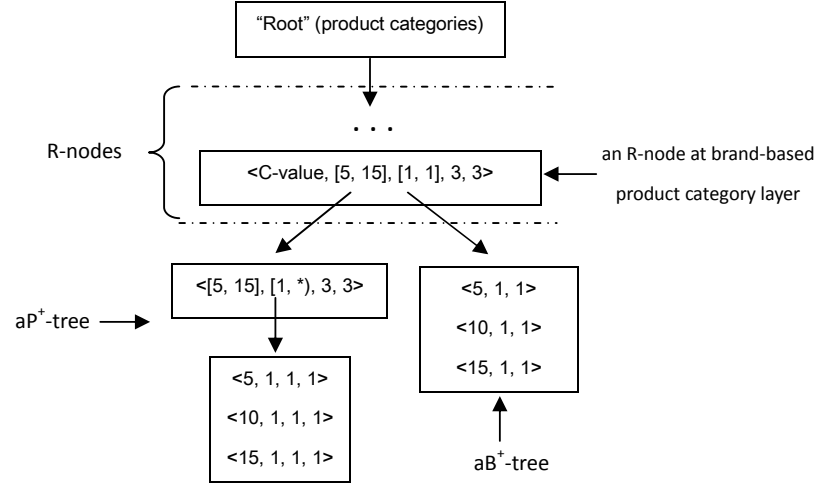 “Root” (product categories)
. . .
R-nodes
<C-value, [5, 15], [1, 1], 3, 3>
an R-node at brand-based
product category layer
<[5, 15], [1, *), 3, 3>
aP+-tree
<5, 1, 1>
<10, 1, 1>
<15, 1, 1>
<5, 1, 1, 1>
<10, 1, 1, 1>
<15, 1, 1, 1>
aB+-tree